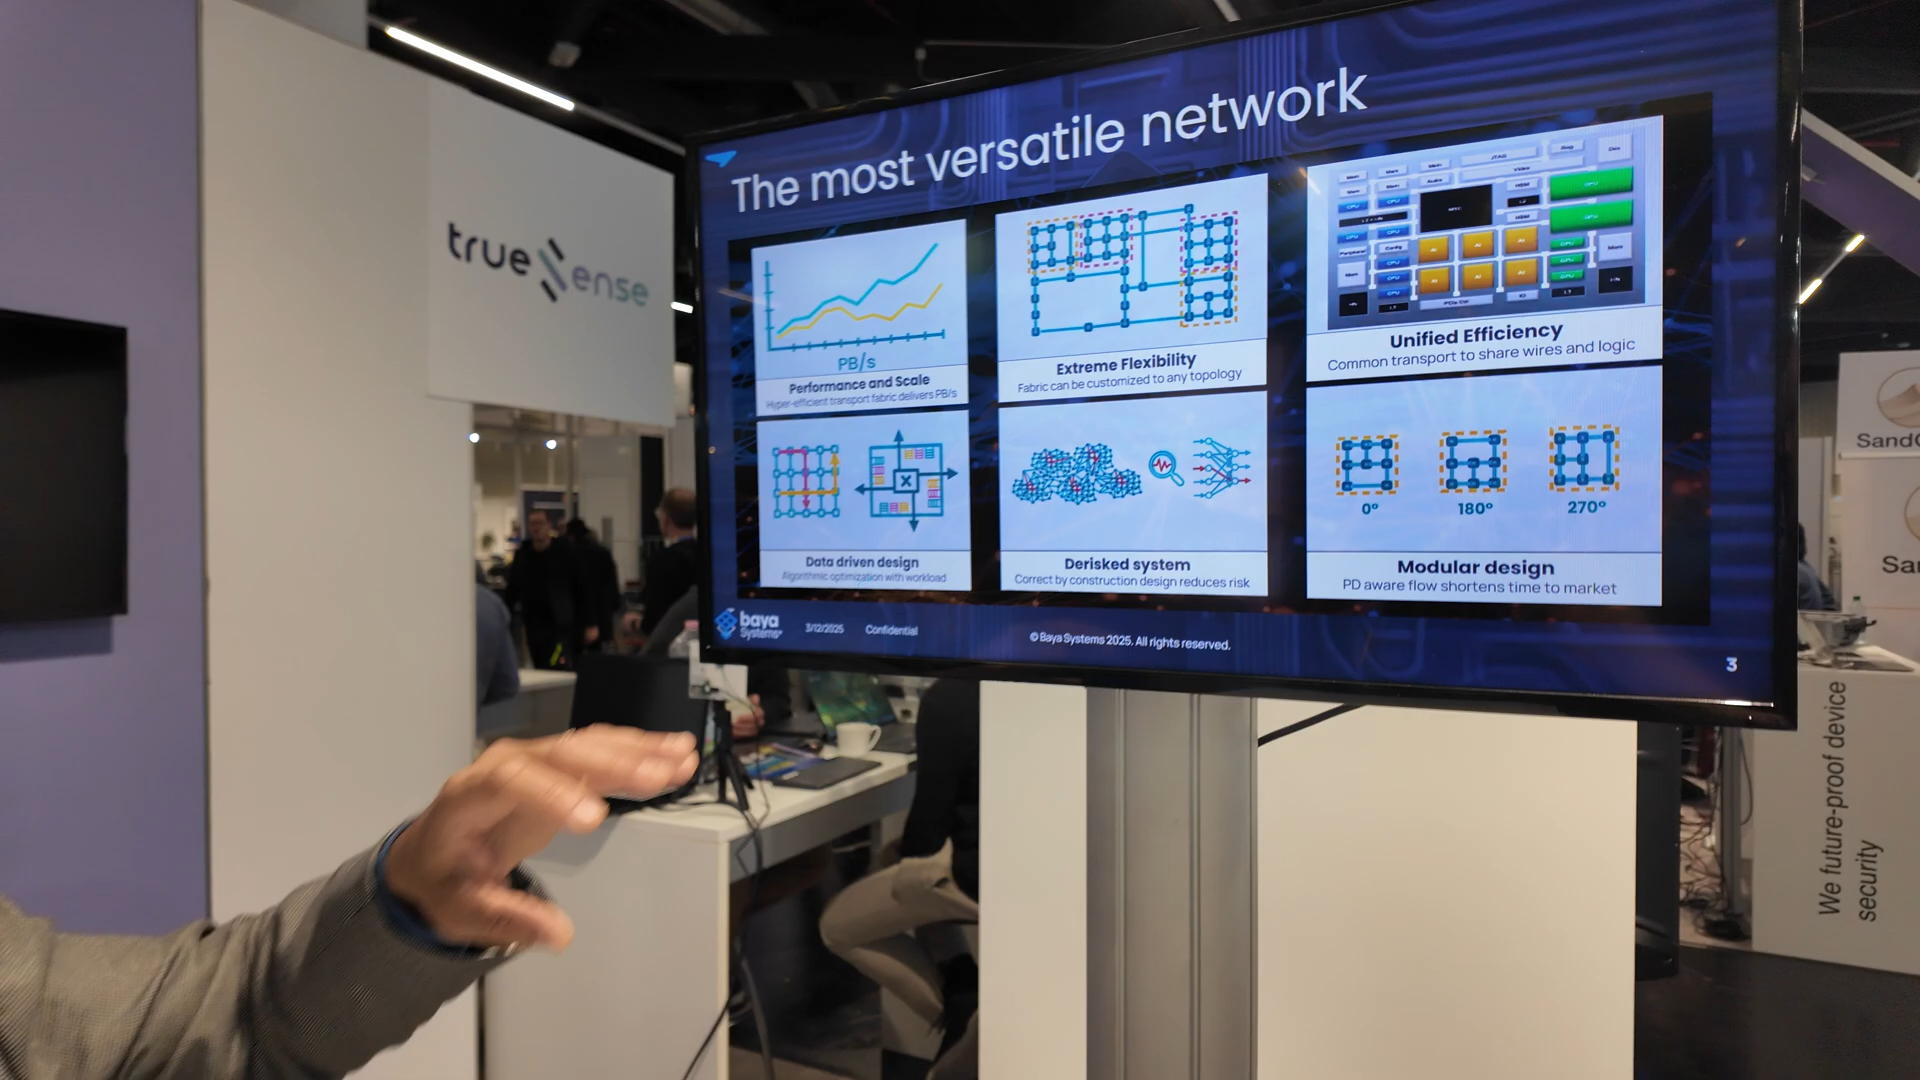 true Sense
The most versatile network
PB/s
Performance and Scale
Hyper-efficient transport fabric delivers PB/s
Extreme Flexibility
Fabric can be customized to any topology
JTAG
Unified Efficiency
Common transport to share wires and logic
Data driven design
Algorithmic optimization with workload
Derisked system
Correct by construction design reduces risk
0° 180° 270°
Modular design
PD aware flow shortens time to market
baya
Systems
3/12/2025 Confidential
© Baya Systems 2025. All rights reserved.
3
We future-proof device
security